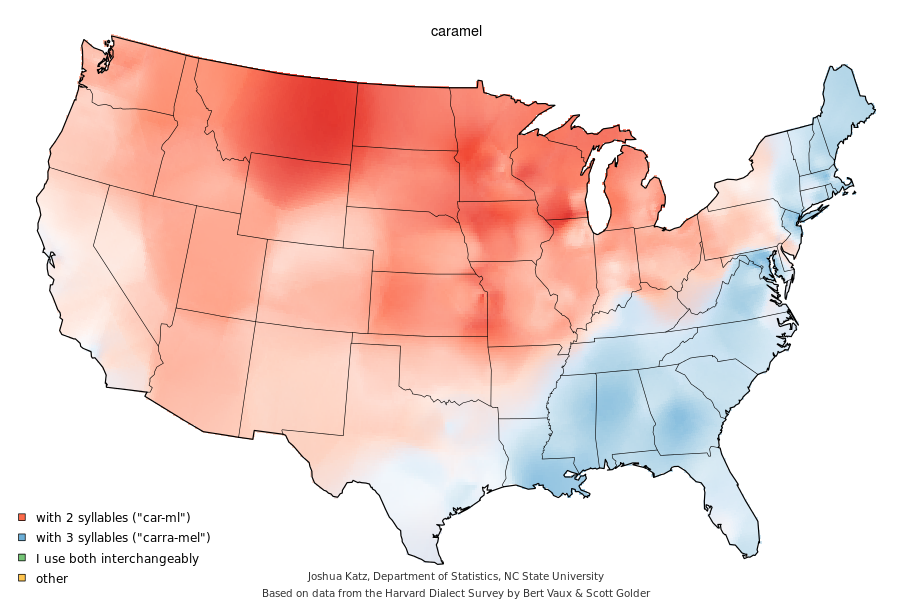 caramel
with 2 syllables ("car-ml")
with 3 syllables ("carra-mel")
I use both interchangeably
other
Joshua Katz, Department of Statistics, NC State University
Based on data from the Harvard Dialect Survey by Bert Vaux & Scott Golder